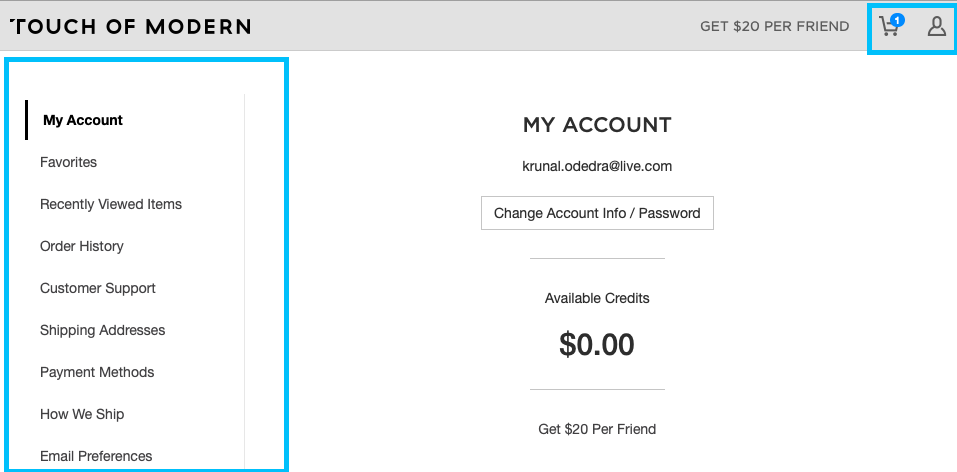 TOUCH OF MODERN
GET $20 PER FRIEND
1
My Account
Favorites
Recently Viewed Items
Order History
Customer Support
Shipping Addresses
Payment Methods
How We Ship
Email Preferences
MY ACCOUNT
krunal.odedra@live.com
Change Account Info / Password
Available Credits
$0.00
Get $20 Per Friend